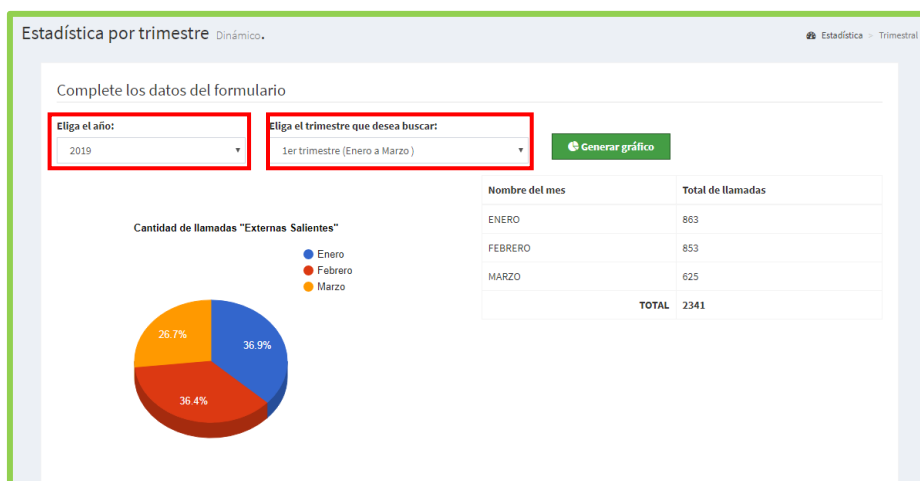 Estadística por trimestre Dinámico.
Estadística > Trimestral
Complete los datos del formulario
Eliga el año:
Eliga el trimestre que desea buscar:
2019
1er trimestre (Enero a Marzo )
Generar gráfico
Nombre del mes Total de llamadas
ENERO 863
FEBRERO 853
MARZO 625
TOTAL 2341
Cantidad de llamadas "Externas Salientes"
Enero
Febrero
Marzo
26.7%
36.9%
36.4%